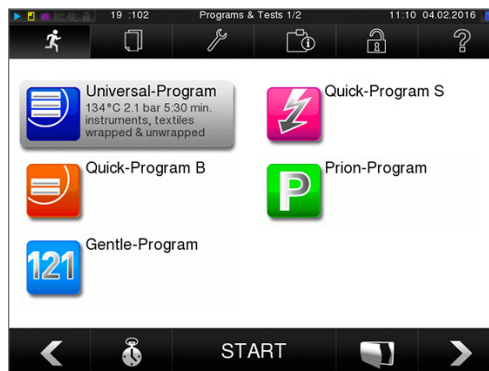 19 :102 Programs & Tests 1/2 11:10 04.02.2016
?
Universal-Program
134°C 2.1 bar 5:30 min.
instruments, textiles
wrapped & unwrapped
Quick-Program S
Quick-Program B
P
Prion-Program
121
Gentle-Program
START